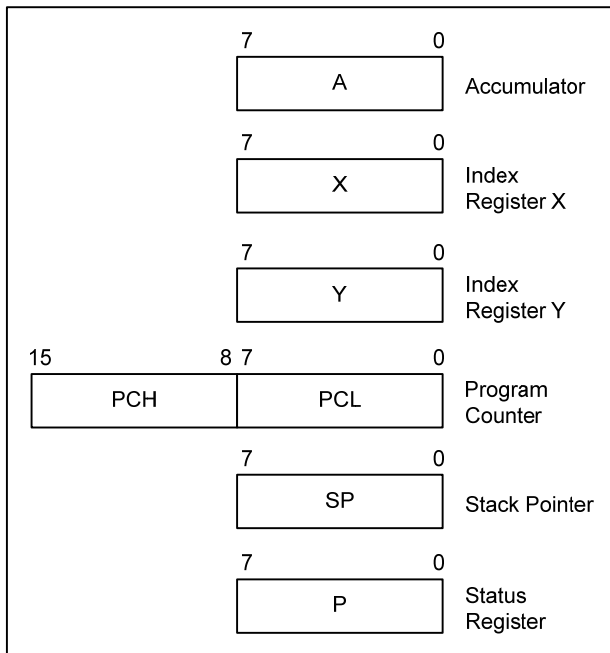 7 0
A
Accumulator
7 0
X
Index
Register X
7 0
Y
Index
Register Y
15 8 7 0
PCH PCL
Program
Counter
7 0
SP
Stack Pointer
7 0
P
Status
Register